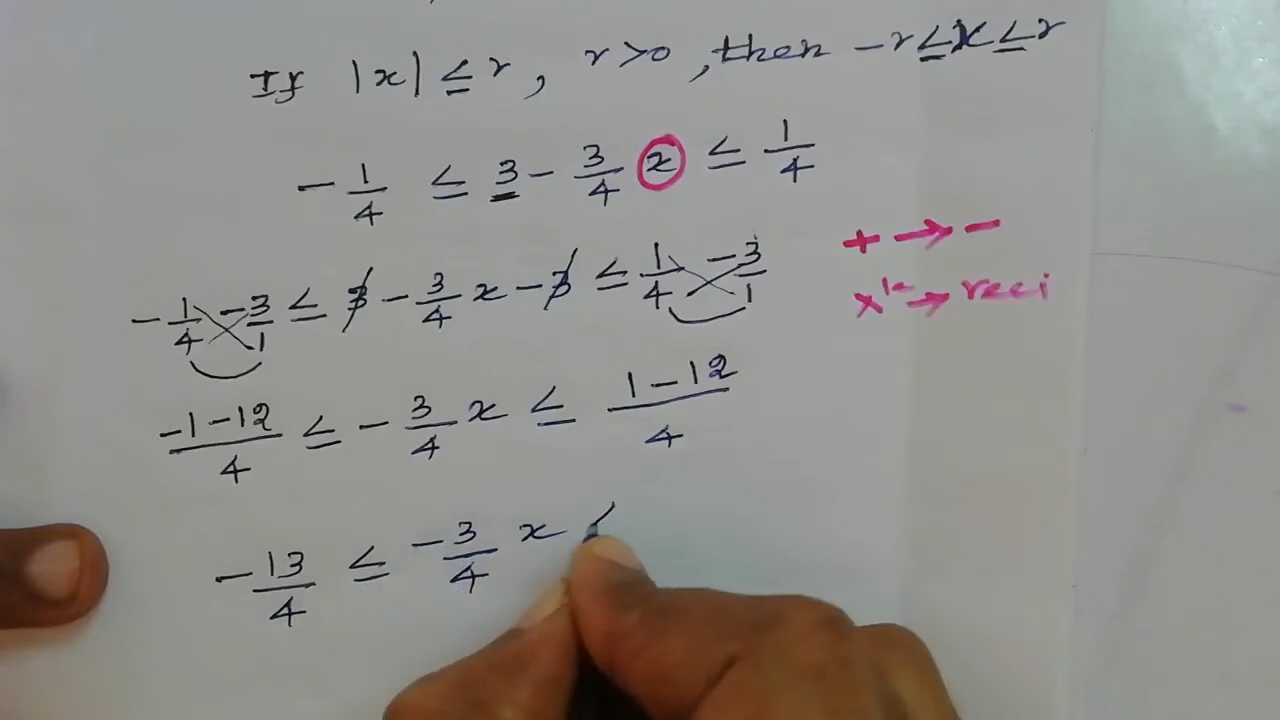 If |x| ≤ r, r>0, then -r ≤ x ≤ r
-1/4 ≤ 3 - 3/4 x ≤ 1/4
+ → -
-1/4 -3/1 ≤ 3 - 3/4 x - 3 ≤ 1/4 -3/1
x^le → reci
-1-12/4 ≤ -3/4 x ≤ 1-12/4
-13/4 ≤ -3/4 x